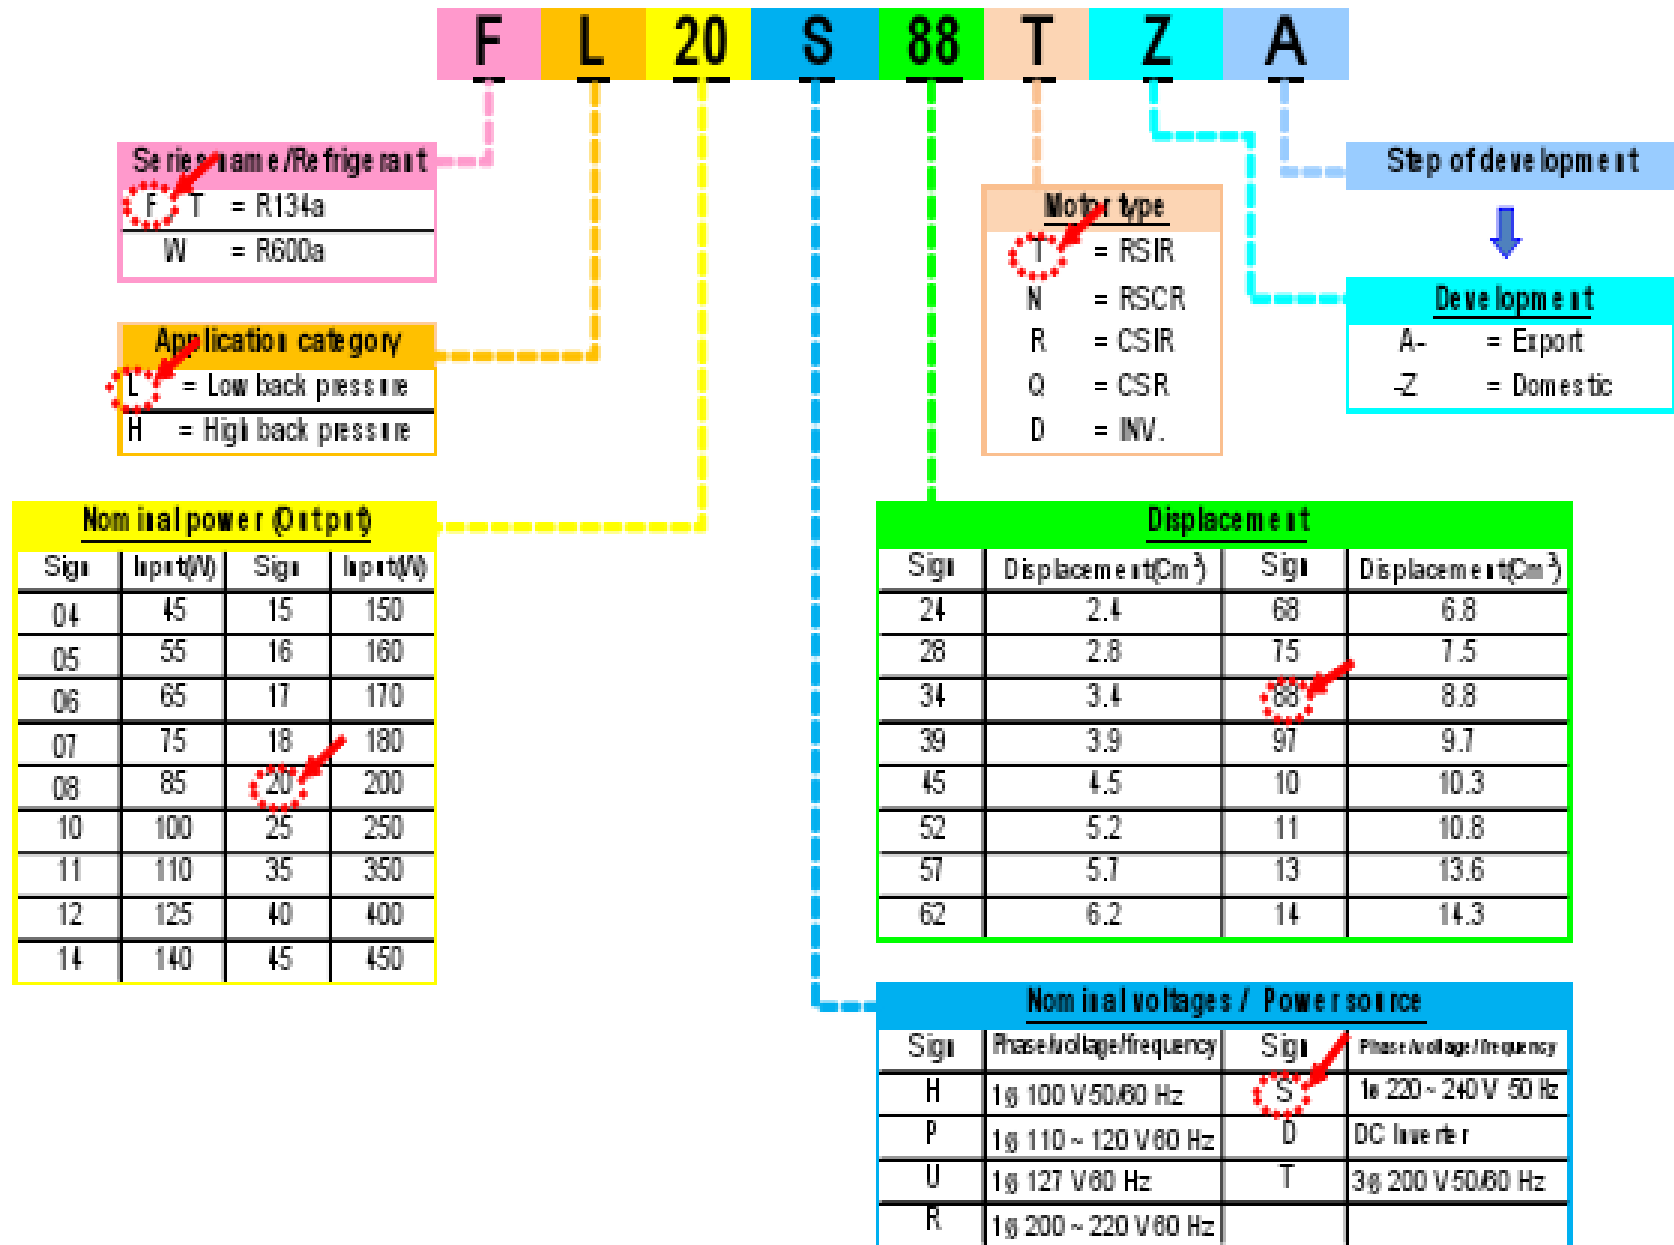 F L 20 S 88 T Z A
Series name/Refrigerant
F T = R134a
W = R600a
Application category
L = Low back pressure
H = High back pressure
Nominal power (Output)
Sign Input(W) Sign Input(W)
04 45 15 150
05 55 16 160
06 65 17 170
07 75 18 180
08 85 20 200
10 100 25 250
11 110 35 350
12 125 40 400
14 140 45 450
Motor type
T = RSIR
N = RSCR
R = CSIR
Q = CSR
D = INV.
Step of development
Development
A- = Export
-Z = Domestic
Displacement
Sign Displacement(Cm³) Sign Displacement(Cm³)
24 2.4 68 6.8
28 2.8 75 7.5
34 3.4 88 8.8
39 3.9 97 9.7
45 4.5 10 10.3
52 5.2 11 10.8
57 5.7 13 13.6
62 6.2 14 14.3
Nominal voltages / Power source
Sign Phase/voltage/frequency Sign Phase/voltage/frequency
H 1ø 100 V 50/60 Hz S 1ø 220 ~ 240 V 50 Hz
P 1ø 110 ~ 120 V 60 Hz D DC Inverter
U 1ø 127 V 60 Hz T 3ø 200 V 50/60 Hz
R 1ø 200 ~ 220 V 60 Hz